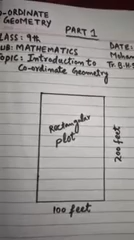 O-ORDINATE
GEOMETRY
PART 1
LASS: 9th
UB: MATHEMATICS
DATE:
Topic: Introduction to
Co-ordinate Geometry
Rectangular
plot
200 feet
100 feet